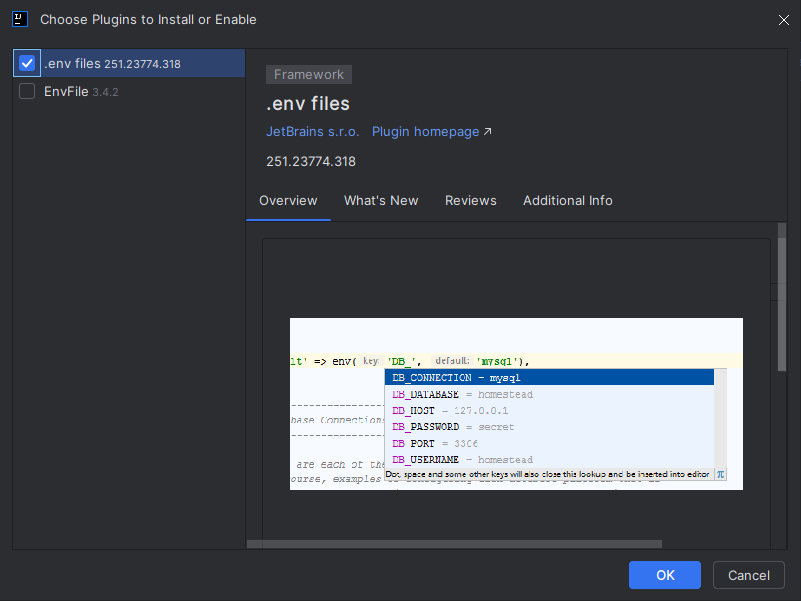 Choose Plugins to Install or Enable
.env files 251.23774.318
EnvFile 3.4.2
Framework
.env files
JetBrains s.r.o. Plugin homepage
251.23774.318
Overview What's New Reviews Additional Info
lt' => env( key: 'DB_', default: 'mysql'),
DB_CONNECTION = mysql
DB_DATABASE = homestead
DB_HOST = 127.0.0.1
base Connections
DB_PASSWORD = secret
DB_PORT = 3306
DB_USERNAME = homestead
are each of the
Dot, space and some other keys will also close this lookup and be inserted into editor π
ourse, examples
OK Cancel